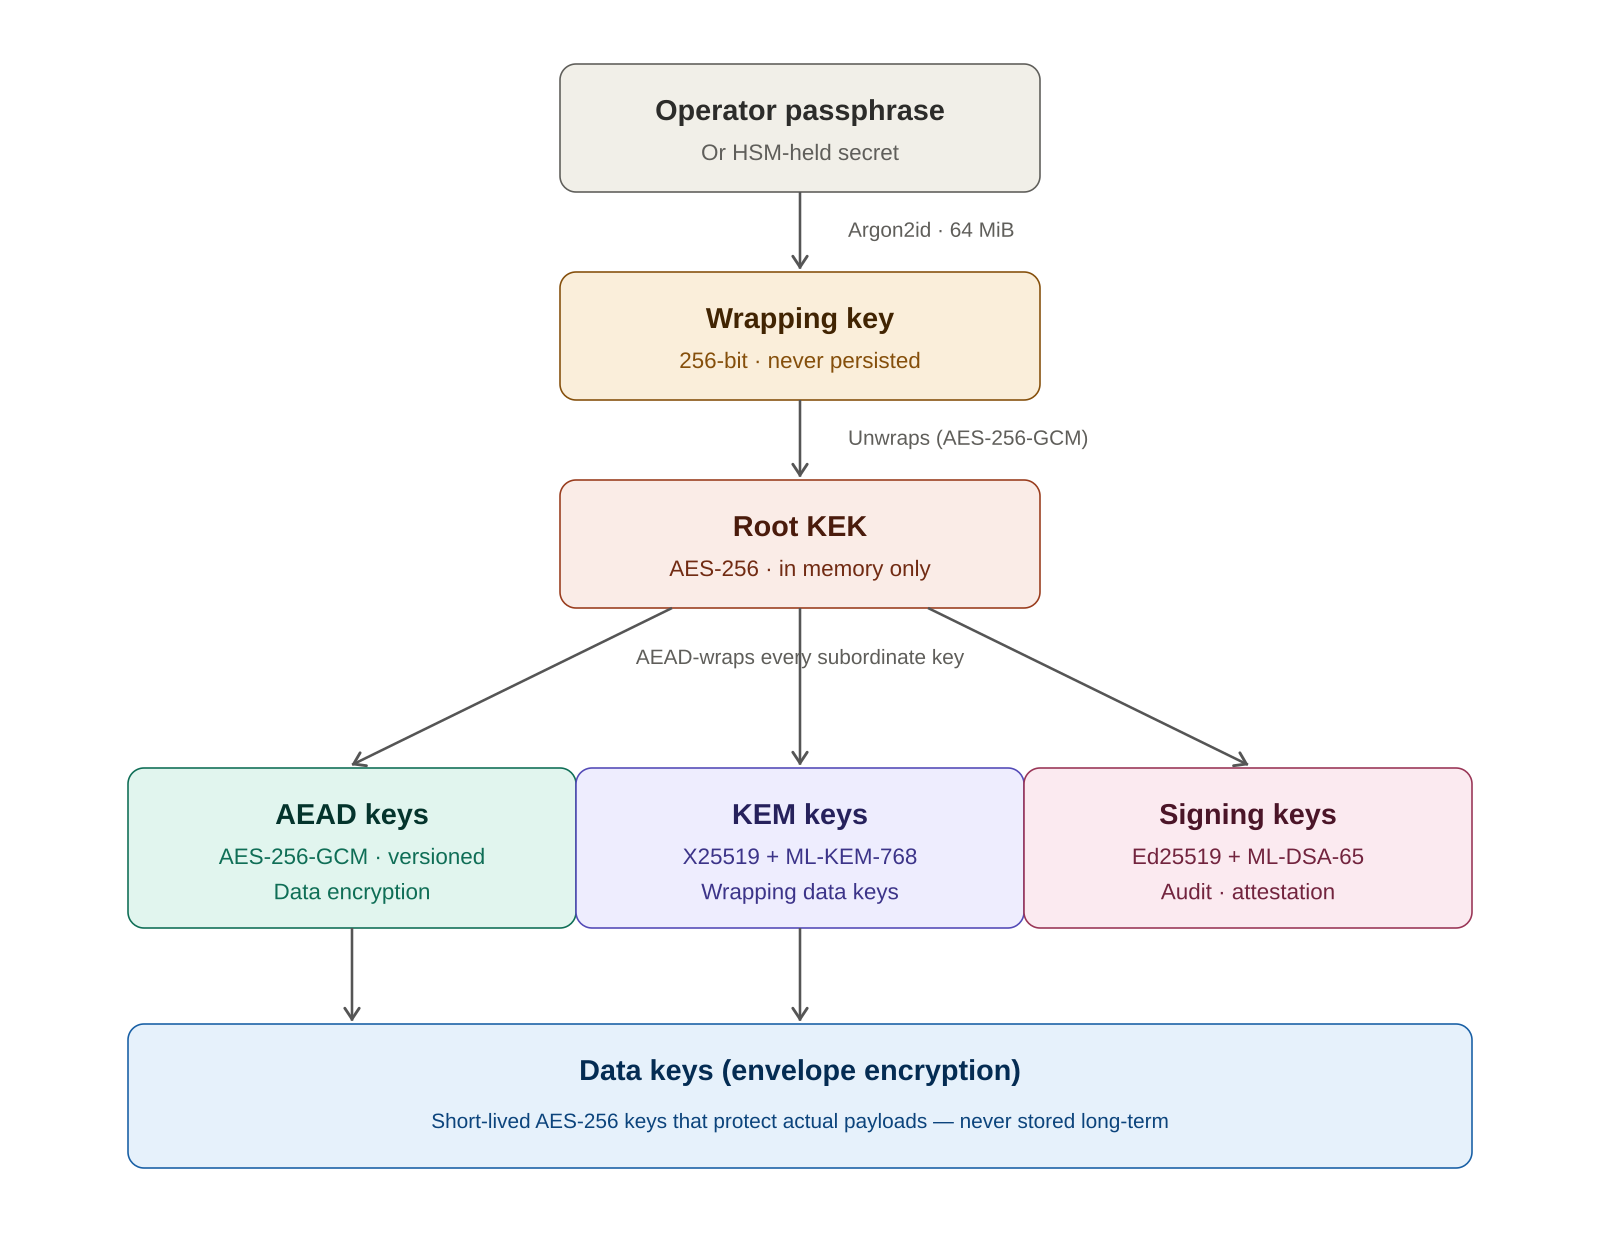 Operator passphrase
Or HSM-held secret
Argon2id · 64 MiB
Wrapping key
256-bit · never persisted
Unwraps (AES-256-GCM)
Root KEK
AES-256 · in memory only
AEAD-wraps every subordinate key
AEAD keys
AES-256-GCM · versioned
Data encryption
KEM keys
X25519 + ML-KEM-768
Wrapping data keys
Signing keys
Ed25519 + ML-DSA-65
Audit · attestation
Data keys (envelope encryption)
Short-lived AES-256 keys that protect actual payloads — never stored long-term